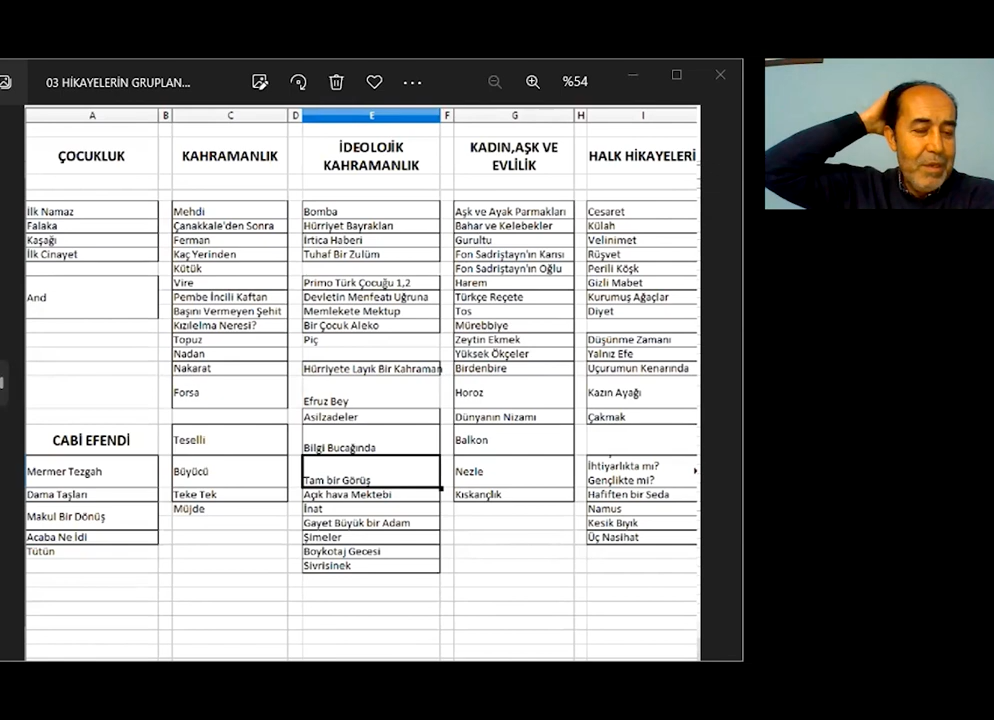 03 HİKAYELERİN GRUPLAN...
%54
A B C D E F G H I
ÇOCUKLUK
İlk Namaz
Falaka
Kaşağı
İlk Cinayet
And
CABİ EFENDİ
Mermer Tezgah
Dama Taşları
Makul Bir Dönüş
Acaba Ne İdi
Tütün
KAHRAMANLIK
Mehdi
Çanakkale'den Sonra
Ferman
Kaç Yerinden
Kütük
Vire
Pembe İncili Kaftan
Başını Vermeyen Şehit
Kızılelma Neresi?
Topuz
Nadan
Nakarat
Forsa
Teselli
Büyücü
Teke Tek
Müjde
İDEOLOJİK
KAHRAMANLIK
Bomba
Hürriyet Bayrakları
İrtica Haberi
Tuhaf Bir Zulüm
Primo Türk Çocuğu 1,2
Devletin Menfeatı Uğruna
Memlekete Mektup
Bir Çocuk Aleko
Piç
Hürriyete Layık Bir Kahraman
Efruz Bey
Asilzadeler
Bilgi Bucağında
Tam bir Görüş
Açık hava Mektebi
İnat
Gayet Büyük bir Adam
Şimeler
Boykotaj Gecesi
Sivrisinek
KADIN,AŞK VE
EVLİLİK
Aşk ve Ayak Parmakları
Bahar ve Kelebekler
Gurultu
Fon Sadriştayn'ın Karısı
Fon Sadriştayn'ın Oğlu
Harem
Türkçe Reçete
Tos
Mürebbiye
Zeytin Ekmek
Yüksek Ökçeler
Birdenbire
Horoz
Dünyanın Nizamı
Balkon
Nezle
Kıskançlık
HALK HİKAYELERİ
Cesaret
Külah
Velinimet
Rüşvet
Perili Köşk
Gizli Mabet
Kurumuş Ağaçlar
Diyet
Düşünme Zamanı
Yalnız Efe
Uçurumun Kenarında
Kazın Ayağı
Çakmak
İhtiyarlıkta mı?
Gençlikte mi?
Hafiften bir Seda
Namus
Kesik Bıyık
Üç Nasihat